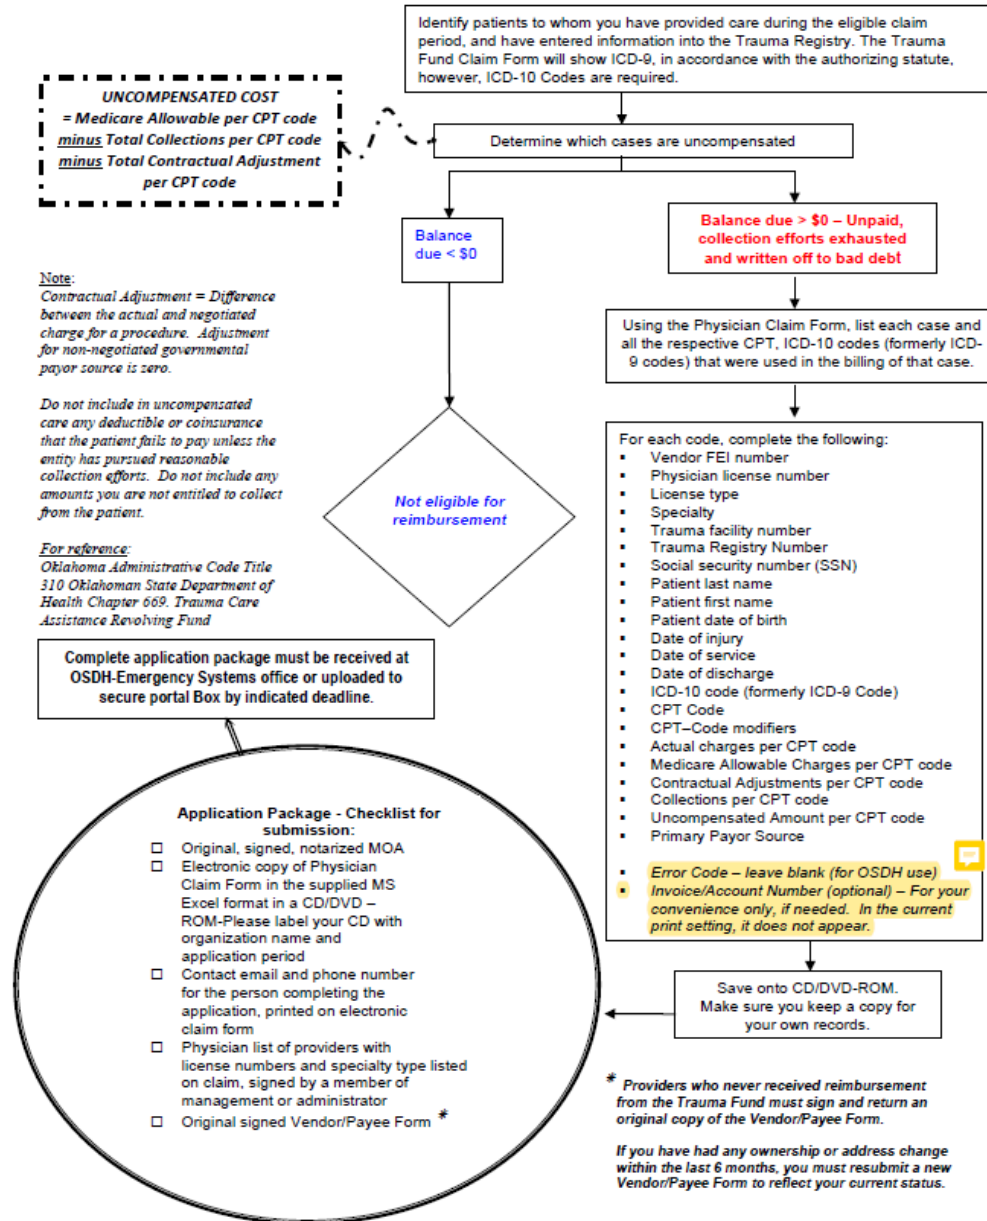 Identify patients to whom you have provided care during the eligible claim
period, and have entered information into the Trauma Registry. The Trauma
Fund Claim Form will show ICD-9, in accordance with the authorizing statute,
however, ICD-10 Codes are required.
UNCOMPENSATED COST
= Medicare Allowable per CPT code
minus Total Collections per CPT code
minus Total Contractual Adjustment
per CPT code
Determine which cases are uncompensated
Balance
due < $0
Balance due > $0 – Unpaid,
collection efforts exhausted
and written off to bad debt
Note:
Contractual Adjustment = Difference
between the actual and negotiated
charge for a procedure. Adjustment
for non-negotiated governmental
payor source is zero.
Do not include in uncompensated
care any deductible or coinsurance
that the patient fails to pay unless the
entity has pursued reasonable
collection efforts. Do not include any
amounts you are not entitled to collect
from the patient.
For reference:
Oklahoma Administrative Code Title
310 Oklahoman State Department of
Health Chapter 669. Trauma Care
Assistance Revolving Fund
Using the Physician Claim Form, list each case and
all the respective CPT, ICD-10 codes (formerly ICD-
9 codes) that were used in the billing of that case.
Not eligible for
reimbursement
For each code, complete the following:
▪ Vendor FEI number
▪ Physician license number
▪ License type
▪ Specialty
▪ Trauma facility number
▪ Trauma Registry Number
▪ Social security number (SSN)
▪ Patient last name
▪ Patient first name
▪ Patient date of birth
▪ Date of injury
▪ Date of service
▪ Date of discharge
▪ ICD-10 code (formerly ICD-9 Code)
▪ CPT Code
▪ CPT–Code modifiers
▪ Actual charges per CPT code
▪ Medicare Allowable Charges per CPT code
▪ Contractual Adjustments per CPT code
▪ Collections per CPT code
▪ Uncompensated Amount per CPT code
▪ Primary Payor Source
▪ Error Code – leave blank (for OSDH use)
▪ Invoice/Account Number (optional) – For your
convenience only, if needed. In the current
print setting, it does not appear.
Complete application package must be received at
OSDH-Emergency Systems office or uploaded to
secure portal Box by indicated deadline.
Application Package - Checklist for
submission:
☐ Original, signed, notarized MOA
☐ Electronic copy of Physician
Claim Form in the supplied MS
Excel format in a CD/DVD –
ROM-Please label your CD with
organization name and
application period
☐ Contact email and phone number
for the person completing the
application, printed on electronic
claim form
☐ Physician list of providers with
license numbers and specialty type listed
on claim, signed by a member of
management or administrator
☐ Original signed Vendor/Payee Form *
Save onto CD/DVD-ROM.
Make sure you keep a copy for
your own records.
* Providers who never received reimbursement
from the Trauma Fund must sign and return an
original copy of the Vendor/Payee Form.
If you have had any ownership or address change
within the last 6 months, you must resubmit a new
Vendor/Payee Form to reflect your current status.